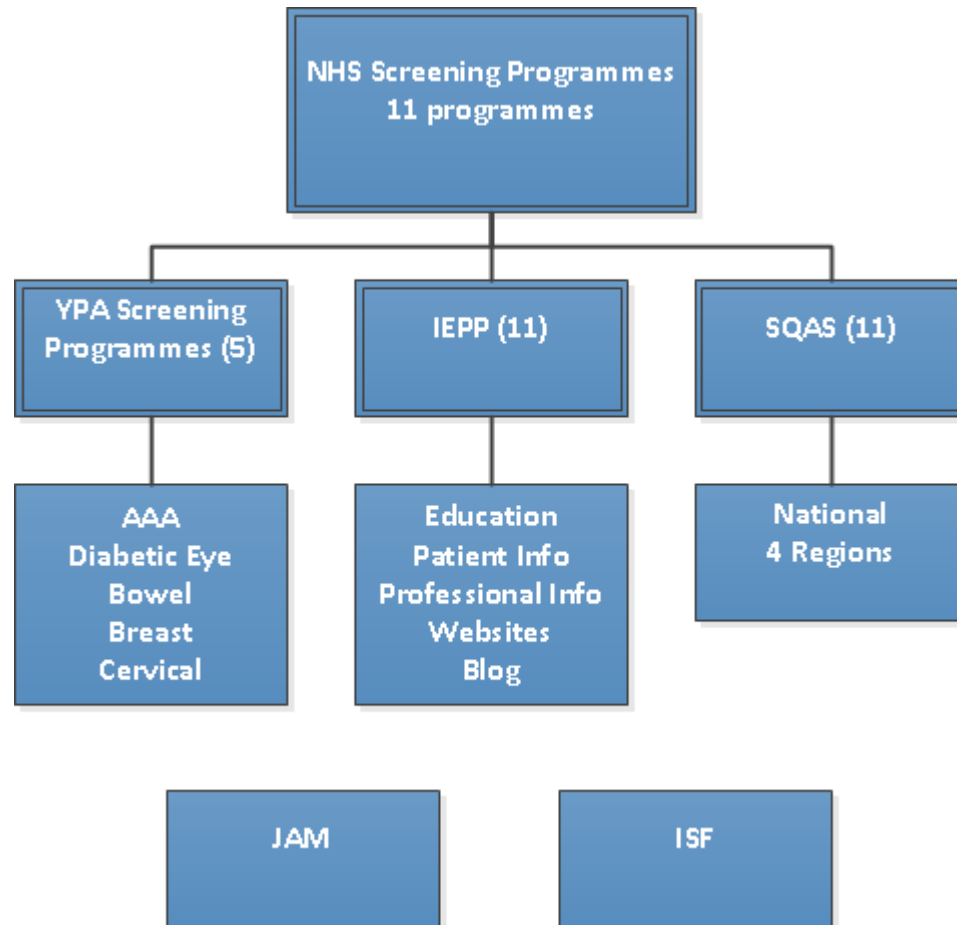 NHS Screening Programmes
11 programmes
YPA Screening
Programmes (5)
IEPP (11)
SQAS (11)
AAA
Diabetic Eye
Bowel
Breast
Cervical
Education
Patient Info
Professional Info
Websites
Blog
National
4 Regions
JAM
ISF